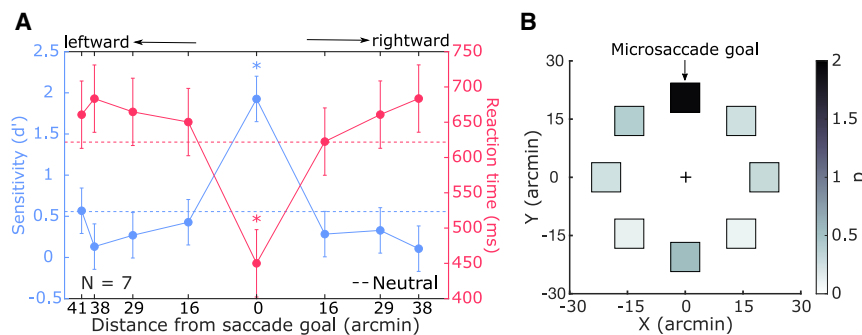 A
leftward
rightward
2.5
2
1.5
1
0.5
0
-0.5
Sensitivity (d')
*
*
750
700
650
600
550
500
450
400
Reaction time (ms)
N = 7
--Neutral
41 38 29 16 0 16 29 38
Distance from saccade goal (arcmin)
B
Microsaccade goal
30
15
0
-15
-30
Y (arcmin)
+
-30 -15 0 15 30
X (arcmin)
2
1.5
1
0.5
0